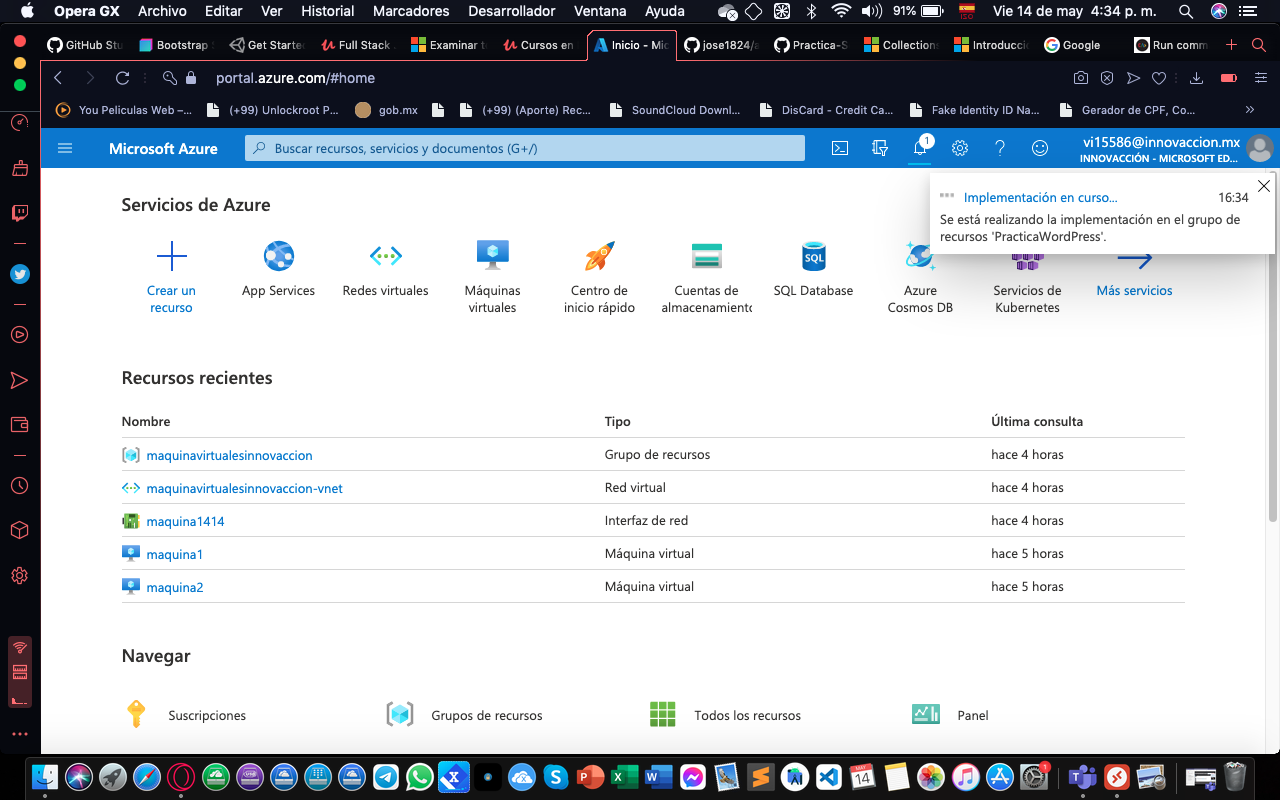 Opera GX Archivo Editar Ver Historial Marcadores Desarrollador Ventana Ayuda 91% ISO Vie 14 de may 4:34 p. m.
GitHub Stu Bootstrap Get Starte Full Stack Examinar t Cursos en Inicio - Mic jose1824/a Practica-S Collection Introducci Google Run comm
portal.azure.com/#home
You Peliculas Web –... (+99) Unlockroot P... gob.mx (+99) (Aporte) Rec... SoundCloud Downl... DisCard - Credit Ca... Fake Identity ID Na... Gerador de CPF, Co... »
Microsoft Azure Buscar recursos, servicios y documentos (G+/) 1 vi15586@innovaccion.mx
INNOVACCIÓN - MICROSOFT ED...
Implementación en curso... 16:34
Se está realizando la implementación en el grupo de
recursos 'PracticaWordPress'.
Servicios de Azure
SQL
Crear un recurso
App Services
Redes virtuales
Máquinas virtuales
Centro de inicio rápido
Cuentas de almacenamiento
SQL Database
Azure Cosmos DB
Servicios de Kubernetes
Más servicios
Recursos recientes
Nombre Tipo Última consulta
maquinavirtualesinnovaccion Grupo de recursos hace 4 horas
maquinavirtualesinnovaccion-vnet Red virtual hace 4 horas
maquina1414 Interfaz de red hace 4 horas
maquina1 Máquina virtual hace 5 horas
maquina2 Máquina virtual hace 5 horas
Navegar
Suscripciones Grupos de recursos Todos los recursos Panel
14 1